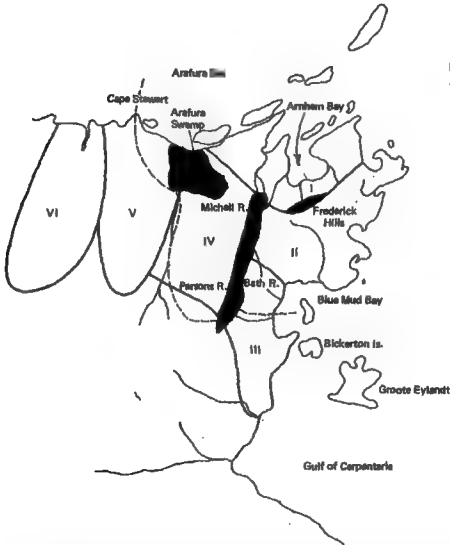 Arafura
Cape Stewart
Arafura
Swamp
Arnhem Bay
I
Michell R.
Frederick
Hills
VI
V
IV
II
Parsons R.
Bath R.
Blue Mud Bay
III
Bickerton Is.
Groote Eylandt
Gulf of Carpentaria